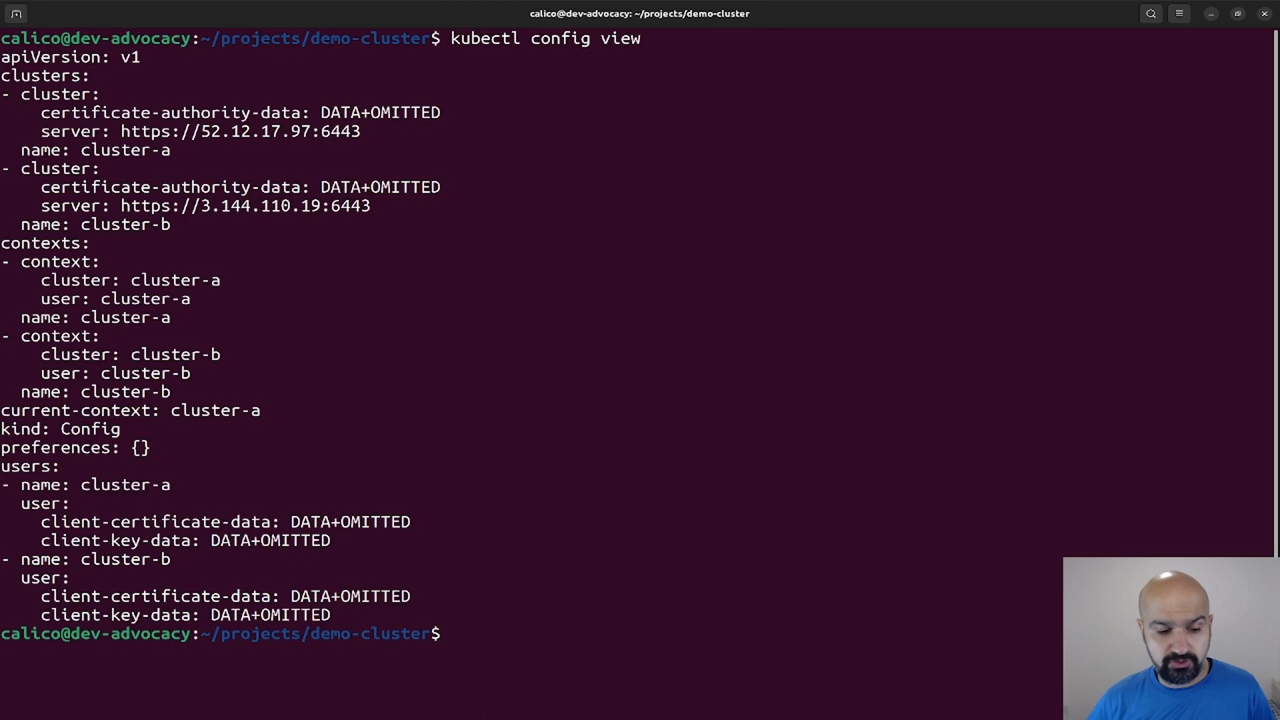 calico@dev-advocacy: ~/projects/demo-cluster
calico@dev-advocacy:~/projects/demo-cluster$ kubectl config view
apiVersion: v1
clusters:
- cluster:
    certificate-authority-data: DATA+OMITTED
    server: https://52.12.17.97:6443
  name: cluster-a
- cluster:
    certificate-authority-data: DATA+OMITTED
    server: https://3.144.110.19:6443
  name: cluster-b
contexts:
- context:
    cluster: cluster-a
    user: cluster-a
  name: cluster-a
- context:
    cluster: cluster-b
    user: cluster-b
  name: cluster-b
current-context: cluster-a
kind: Config
preferences: {}
users:
- name: cluster-a
  user:
    client-certificate-data: DATA+OMITTED
    client-key-data: DATA+OMITTED
- name: cluster-b
  user:
    client-certificate-data: DATA+OMITTED
    client-key-data: DATA+OMITTED
calico@dev-advocacy:~/projects/demo-cluster$